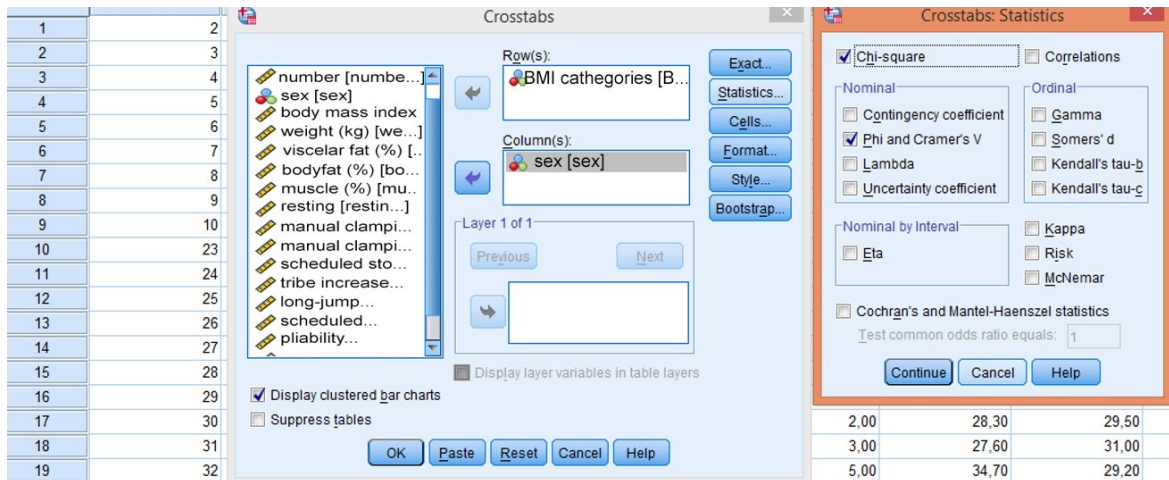 Crosstabs
number [numbe...]
sex [sex]
body mass index
weight (kg) [we...]
viscelar fat (%) [..
bodyfat (%) [bo...
muscle (%) [mu..
resting [restin...]
manual clampi...
manual clampi...
scheduled sto...
tribe increase...
long-jump...
scheduled...
pliability...
Row(s):
BMI cathegories [B...
Column(s):
sex [sex]
Layer 1 of 1
Previous
Next
Display layer variables in table layers
Exact...
Statistics...
Cells...
Format...
Style...
Bootstrap...
Display clustered bar charts
Suppress tables
OK
Paste
Reset
Cancel
Help
Crosstabs: Statistics
Chi-square
Correlations
Nominal
Contingency coefficient
Phi and Cramer's V
Lambda
Uncertainty coefficient
Ordinal
Gamma
Somers' d
Kendall's tau-b
Kendall's tau-c
Nominal by Interval
Eta
Kappa
Risk
McNemar
Cochran's and Mantel-Haenszel statistics
Test common odds ratio equals: 1
Continue
Cancel
Help
1 2
2 3
3 4
4 5
5 6
6 7
7 8
8 9
9 10
10 23
11 24
12 25
13 26
14 27
15 28
16 29
17 30 2,00 28,30 29,50
18 31 3,00 27,60 31,00
19 32 5,00 34,70 29,20